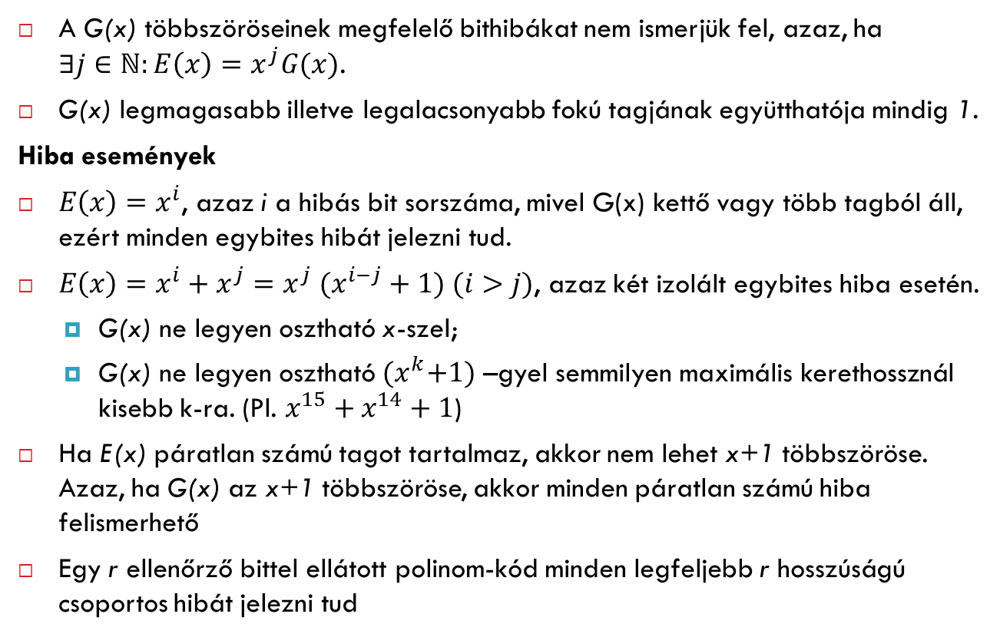 A G(x) többszöröseinek megfelelő bithibákat nem ismerjük fel, azaz, ha
∃j ∈ ℕ: E(x) = x^j G(x).
G(x) legmagasabb illetve legalacsonyabb fokú tagjának együtthatója mindig 1.
Hiba események
E(x) = x^i, azaz i a hibás bit sorszáma, mivel G(x) kettő vagy több tagból áll,
ezért minden egybites hibát jelezni tud.
E(x) = x^i + x^j = x^j (x^{i−j} + 1) (i > j), azaz két izolált egybites hiba esetén.
G(x) ne legyen osztható x-szel;
G(x) ne legyen osztható (x^k+1) –gyel semmilyen maximális kerethossznál
kisebb k-ra. (Pl. x^{15} + x^{14} + 1)
Ha E(x) páratlan számú tagot tartalmaz, akkor nem lehet x+1 többszöröse.
Azaz, ha G(x) az x+1 többszöröse, akkor minden páratlan számú hiba
felismerhető
Egy r ellenőrző bittel ellátott polinom-kód minden legfeljebb r hosszúságú
csoportos hibát jelezni tud